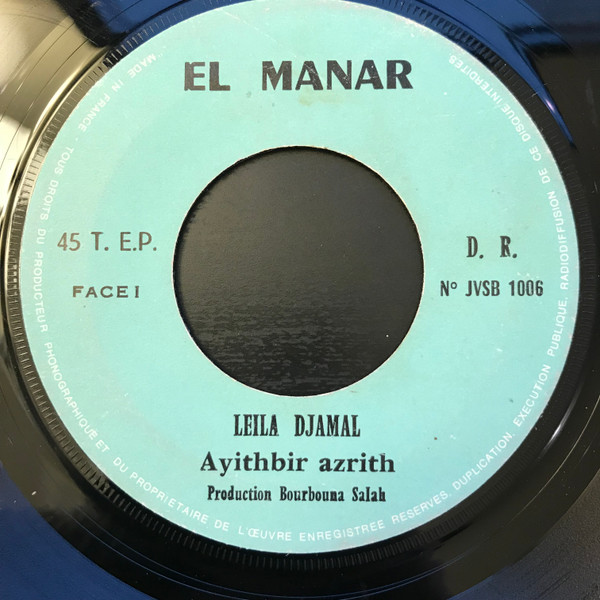 EL MANAR
45 T. E.P.
FACE I
D. R.
Nº JVSB 1006
LEILA DJAMAL
Ayithbir azrith
Production Bourbouna Salah
MADE IN FRANCE TOUS DROITS DU PRODUCTEUR PHONOGRAPHIQUE ET DU PROPRIETAIRE DE L'ŒUVRE ENREGISTREE RESERVES. DUPLICATION EXECUTION PUBLIQUE, RADIODIFFUSION DE CE DISQUE INTERDITES